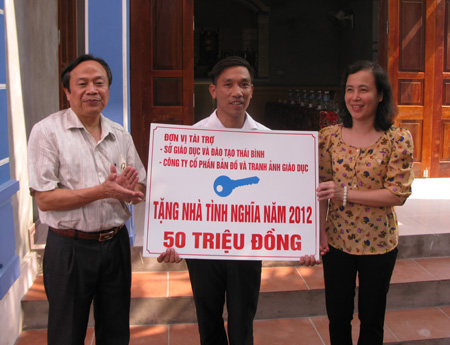 ĐƠN VỊ TÀI TRỢ
- SỞ GIÁO DỤC VÀ ĐÀO TẠO THÁI BÌNH
- CÔNG TY CỔ PHẦN BẢN ĐỒ VÀ TRANH ẢNH GIÁO DỤC
TẶNG NHÀ TÌNH NGHĨA NĂM 2012
50 TRIỆU ĐỒNG